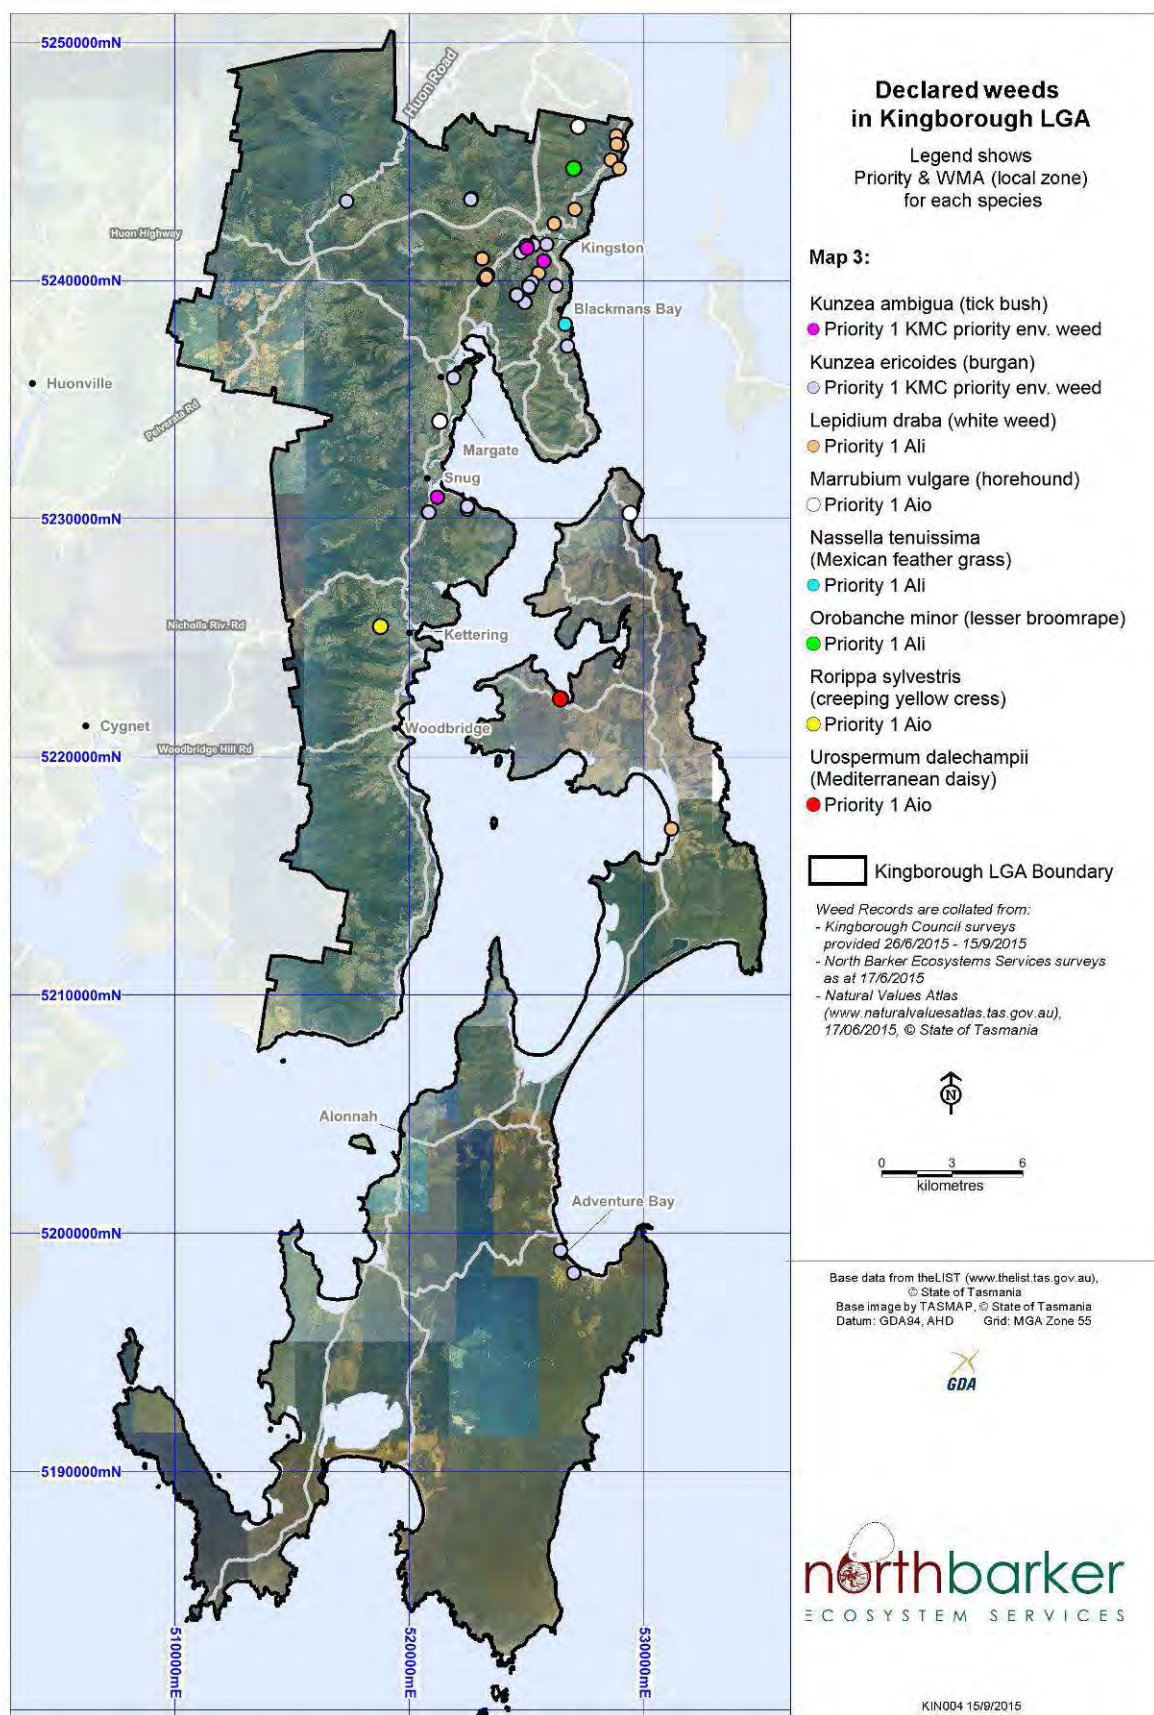 Declared weeds
in Kingborough LGA
Legend shows
Priority & WMA (local zone)
for each species
Map 3:
Kunzea ambigua (tick bush)
Priority 1 KMC priority env. weed
Kunzea ericoides (burgan)
Priority 1 KMC priority env. weed
Lepidium draba (white weed)
Priority 1 Ali
Marrubium vulgare (horehound)
Priority 1 Aio
Nassella tenuissima
(Mexican feather grass)
Priority 1 Ali
Orobanche minor (lesser broomrape)
Priority 1 Ali
Rorippa sylvestris
(creeping yellow cress)
Priority 1 Aio
Urospermum dalechampii
(Mediterranean daisy)
Priority 1 Aio
Kingborough LGA Boundary
Weed Records are collated from:
- Kingborough Council surveys
provided 26/6/2015 - 15/9/2015
- North Barker Ecosystems Services surveys
as at 17/6/2015
- Natural Values Atlas
(www.naturalvaluesatlas.tas.gov.au),
17/06/2015, © State of Tasmania
N
0 3 6
kilometres
Base data from theLIST (www.thelist.tas.gov.au),
© State of Tasmania
Base image by TASMAP, © State of Tasmania
Datum: GDA94, AHD Grid: MGA Zone 55
GDA
northbarker
ECOSYSTEM SERVICES
KIN004 15/9/2015
5250000mN
Huon Road
Huon Highway
Kingston
5240000mN
Blackmans Bay
Huonville
Pelverata Rd
Margate
Snug
5230000mN
Nicholls Riv. Rd
Kettering
Cygnet
Woodbridge
Woodbridge Hill Rd
5220000mN
5210000mN
Alonnah
Adventure Bay
5200000mN
5190000mN
510000mE
520000mE
530000mE